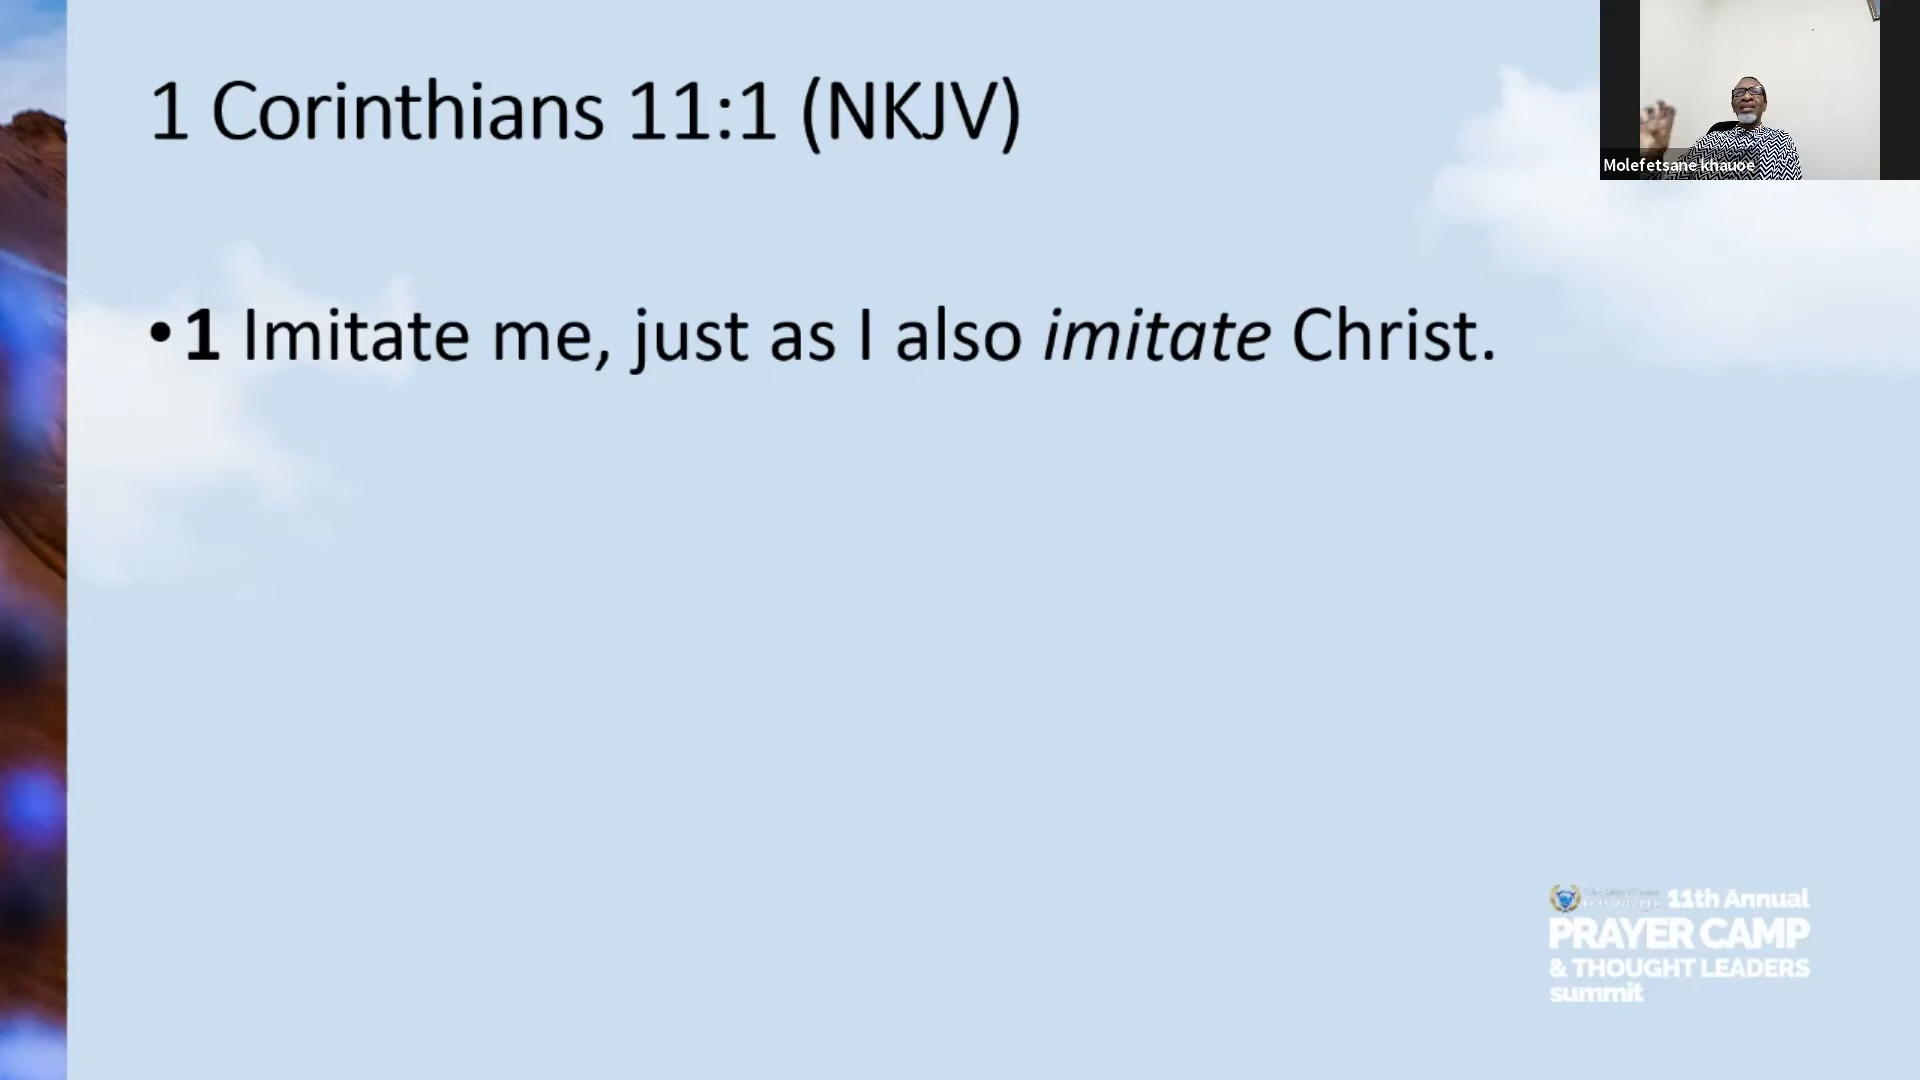 1 Corinthians 11:1 (NKJV)
Molefetsane khauoe
• 1 Imitate me, just as I also imitate Christ.
11th Annual
PRAYER CAMP
& THOUGHT LEADERS
summit